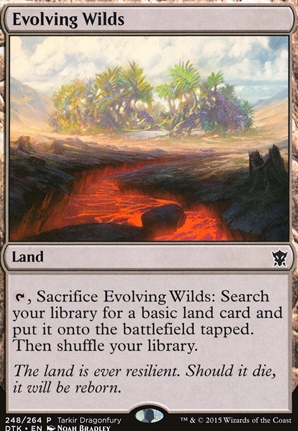 Evolving Wilds
Land
, Sacrifice Evolving Wilds: Search
your library for a basic land card and
put it onto the battlefield tapped.
Then shuffle your library.
The land is ever resilient. Should it die,
it will be reborn.
248/264 P Tarkir Dragonfury
DTK • EN NOAH BRADLEY
™ & © 2015 Wizards of the Coast